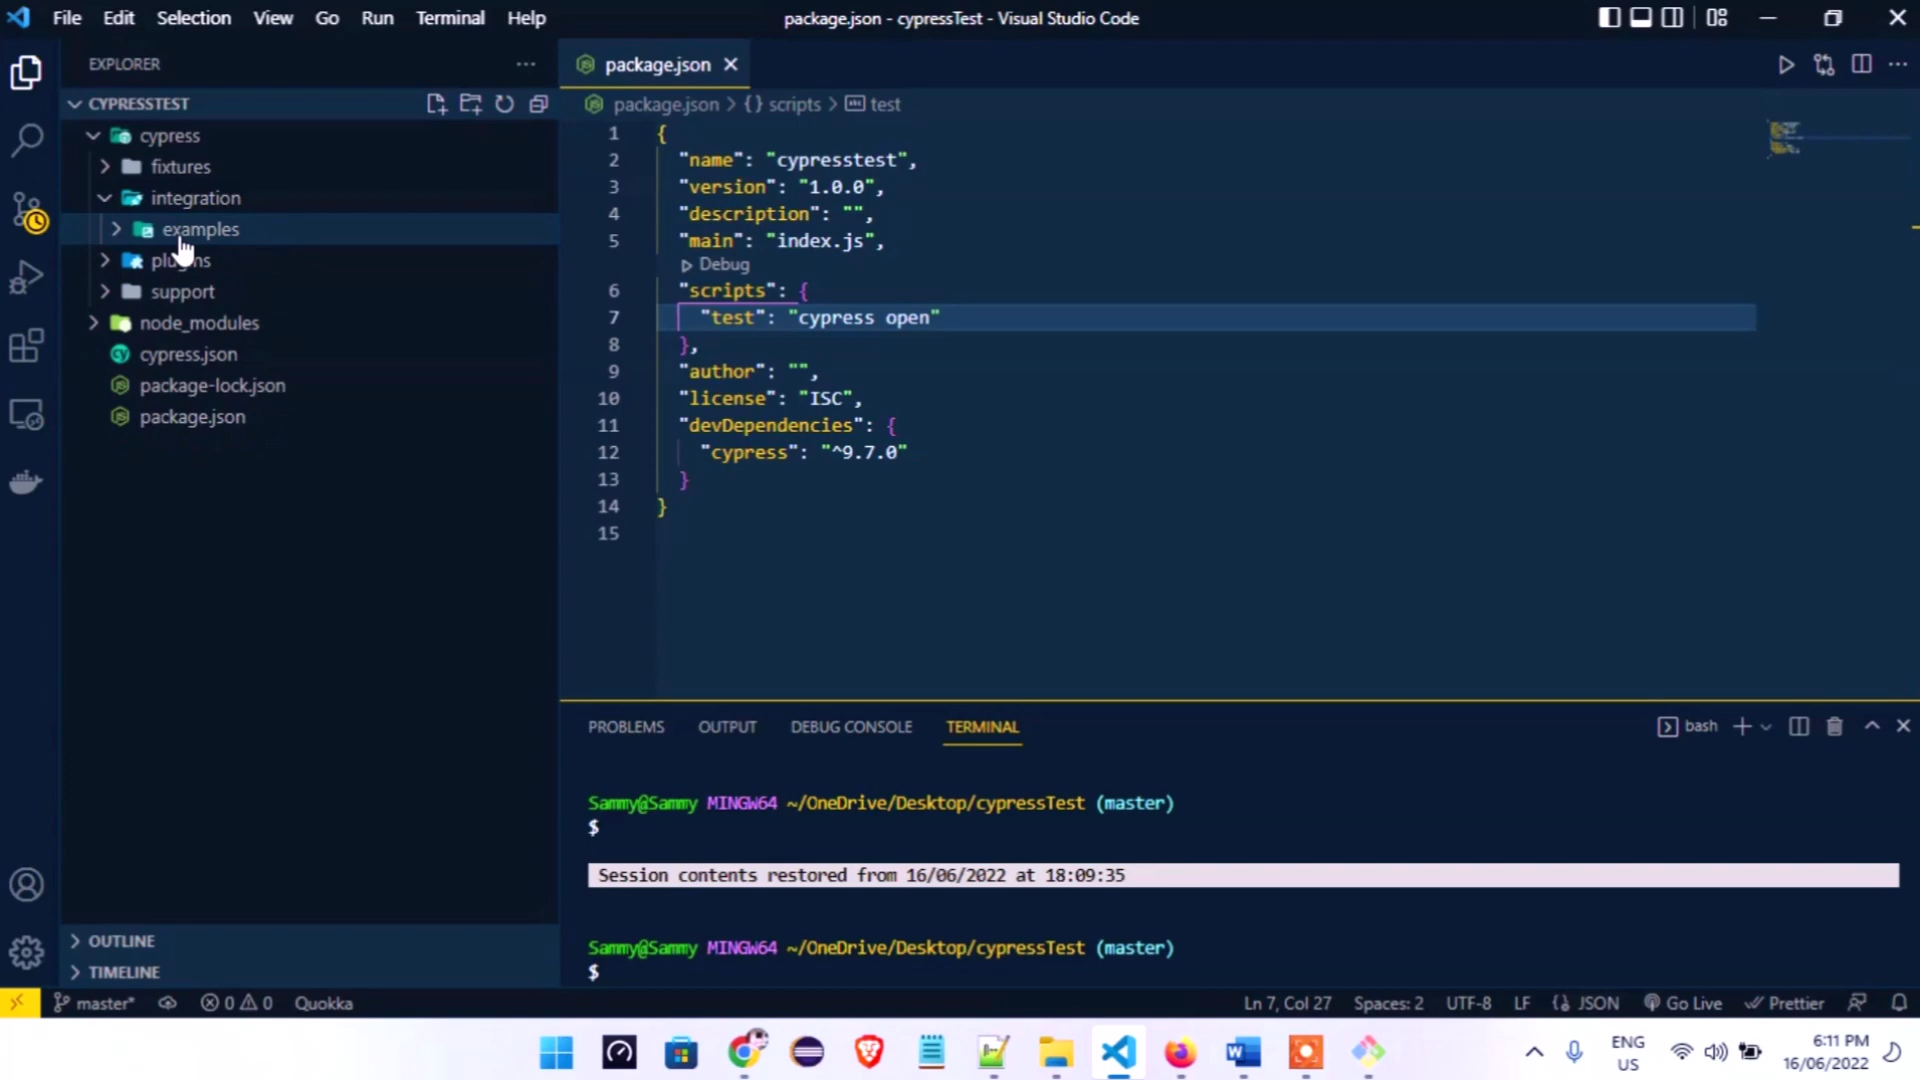 File Edit Selection View Go Run Terminal Help
package.json - cypressTest - Visual Studio Code
EXPLORER
CYPRESSTEST
cypress
fixtures
integration
examples
plugins
support
node_modules
cypress.json
package-lock.json
package.json
OUTLINE
TIMELINE
package.json
package.json > {} scripts > test
1 {
2 "name": "cypresstest",
3 "version": "1.0.0",
4 "description": "",
5 "main": "index.js",
Debug
6 "scripts": {
7 "test": "cypress open"
8 },
9 "author": "",
10 "license": "ISC",
11 "devDependencies": {
12 "cypress": "^9.7.0"
13 }
14 }
15
PROBLEMS OUTPUT DEBUG CONSOLE TERMINAL
bash
Sammy@Sammy MINGW64 ~/OneDrive/Desktop/cypressTest (master)
$
Session contents restored from 16/06/2022 at 18:09:35
Sammy@Sammy MINGW64 ~/OneDrive/Desktop/cypressTest (master)
$
master* 0 0 Quokka
Ln 7, Col 27 Spaces: 2 UTF-8 LF {} JSON Go Live Prettier
ENG
US
6:11 PM
16/06/2022